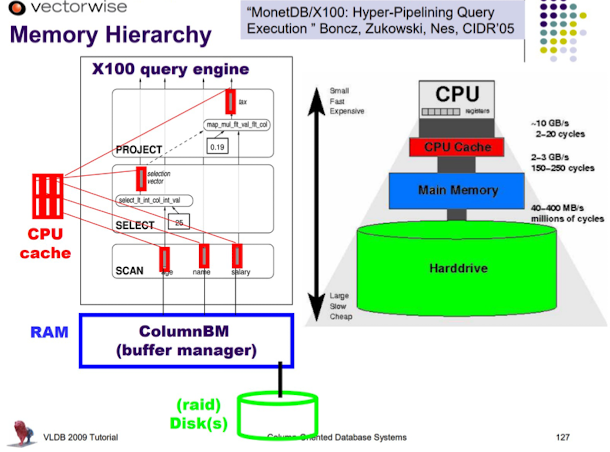 vectorwise
Memory Hierarchy
“MonetDB/X100: Hyper-Pipelining Query
Execution ” Boncz, Zukowski, Nes, CIDR’05
X100 query engine
tax
map_mul_flt_val_flt_col
0.19
PROJECT
selection
vector
select_lt_int_col_int_val
SELECT
SCAN
name
salary
CPU
cache
RAM
ColumnBM
(buffer manager)
(raid)
Disk(s)
Small
Fast
Expensive
CPU
registers
~10 GB/s
2-20 cycles
CPU Cache
2-3 GB/s
150-250 cycles
Main Memory
40-400 MB/s
millions of cycles
Harddrive
Large
Slow
Cheap
VLDB 2009 Tutorial
Column-Oriented Database Systems
127